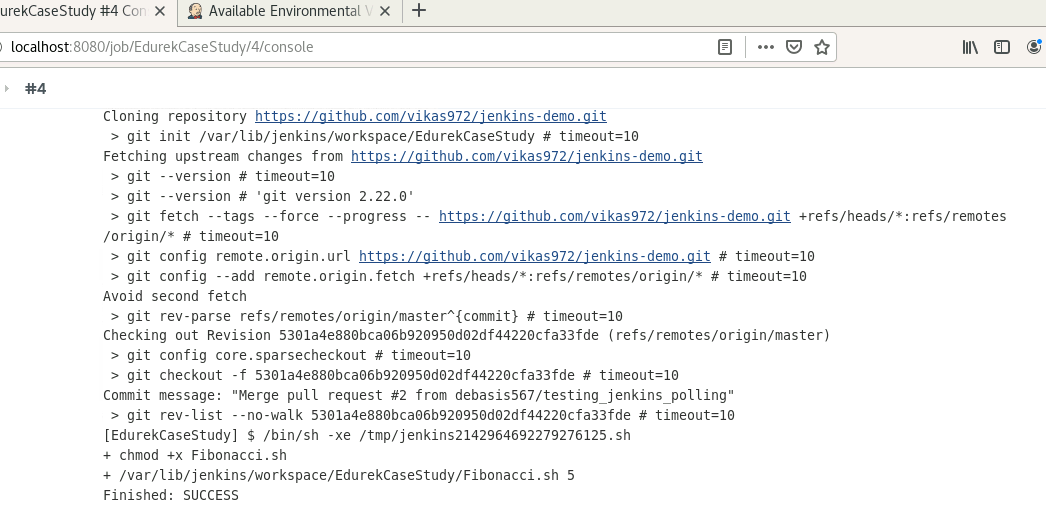 urekCaseStudy #4 Con
Available Environmental V
localhost:8080/job/EdurekCaseStudy/4/console
#4
Cloning repository https://github.com/vikas972/jenkins-demo.git
> git init /var/lib/jenkins/workspace/EdurekCaseStudy # timeout=10
Fetching upstream changes from https://github.com/vikas972/jenkins-demo.git
> git --version # timeout=10
> git --version # 'git version 2.22.0'
> git fetch --tags --force --progress -- https://github.com/vikas972/jenkins-demo.git +refs/heads/*:refs/remotes
/origin/* # timeout=10
> git config remote.origin.url https://github.com/vikas972/jenkins-demo.git # timeout=10
> git config --add remote.origin.fetch +refs/heads/*:refs/remotes/origin/* # timeout=10
Avoid second fetch
> git rev-parse refs/remotes/origin/master^{commit} # timeout=10
Checking out Revision 5301a4e880bca06b920950d02df44220cfa33fde (refs/remotes/origin/master)
> git config core.sparsecheckout # timeout=10
> git checkout -f 5301a4e880bca06b920950d02df44220cfa33fde # timeout=10
Commit message: "Merge pull request #2 from debasis567/testing_jenkins_polling"
> git rev-list --no-walk 5301a4e880bca06b920950d02df44220cfa33fde # timeout=10
[EdurekCaseStudy] $ /bin/sh -xe /tmp/jenkins2142964692279276125.sh
+ chmod +x Fibonacci.sh
+ /var/lib/jenkins/workspace/EdurekCaseStudy/Fibonacci.sh 5
Finished: SUCCESS